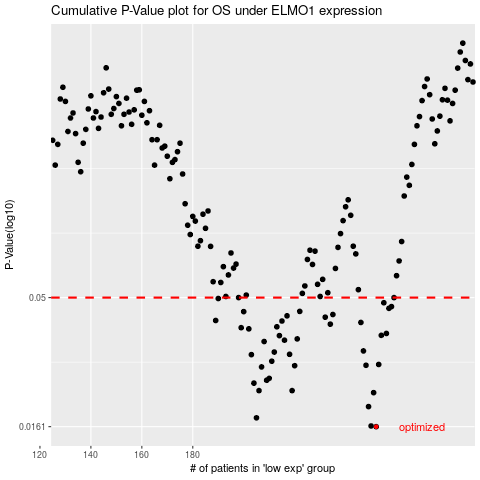 Cumulative P-Value plot for OS under ELMO1 expression
P-Value(log10)
0.05
0.0161
optimized
120 140 160 180
# of patients in 'low exp' group